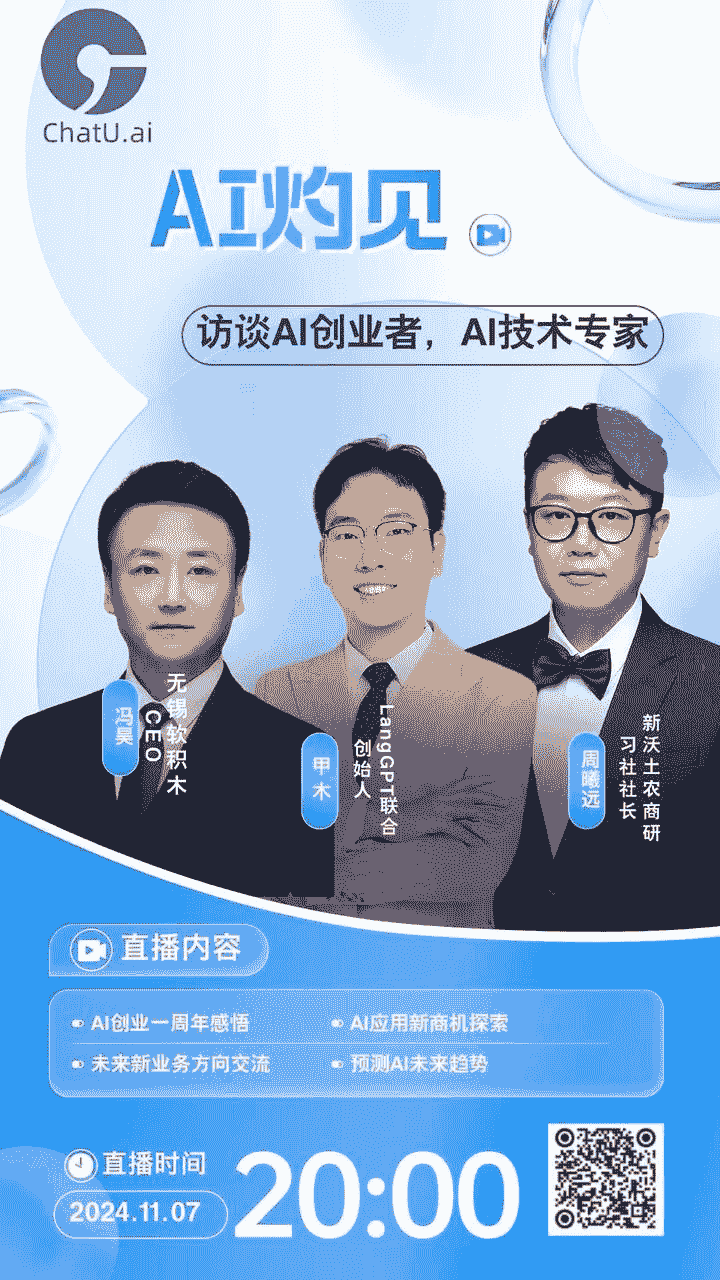 ChatU.ai
AI灼见
访谈AI创业者，AI技术专家
冯昊
无锡软积木
CEO
甲木
LangGPT联合
创始人
周曦远
新沃土农商研
习社社长
直播内容
AI创业一周年感悟
AI应用新商机探索
未来新业务方向交流
预测AI未来趋势
直播时间
2024.11.07
20:00